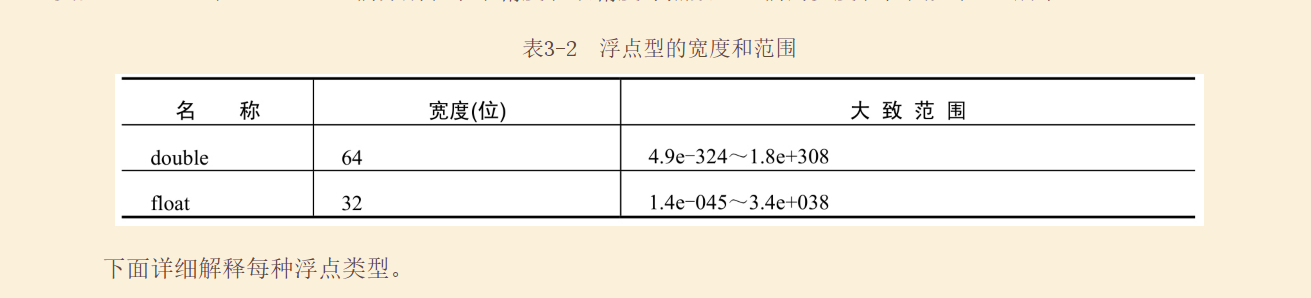 表3-2 浮点型的宽度和范围
名 称 宽度(位) 大 致 范 围
double 64 4.9e-324～1.8e+308
float 32 1.4e-045～3.4e+038
下面详细解释每种浮点类型。